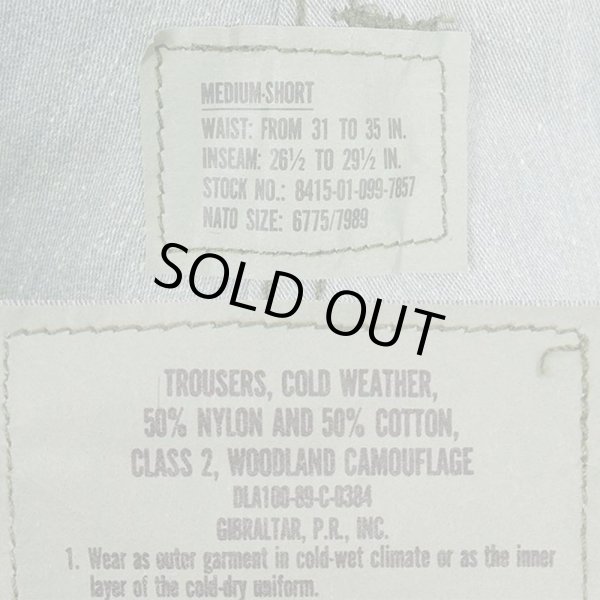 MEDIUM-SHORT
WAIST: FROM 31 TO 35 IN.
INSEAM: 26½ TO 29½ IN.
STOCK NO.: 8415-01-099-7857
NATO SIZE: 6775/7989
SOLD OUT
TROUSERS, COLD WEATHER,
50% NYLON AND 50% COTTON,
CLASS 2, WOODLAND CAMOUFLAGE
DLA100-89-C-0384
GIBRALTAR, P.R., INC.
1. Wear as outer garment in cold-wet climate or as the inner
layer of the cold-dry uniform.